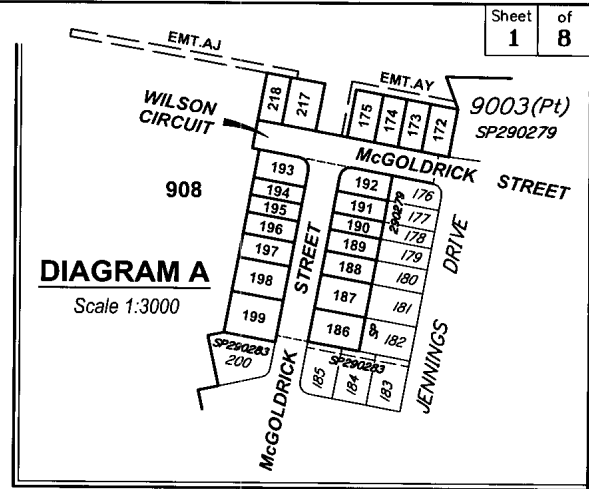 Sheet of
1 8
EMT.AJ
EMT.AY
218
217
175
174
173
172
9003(Pt)
SP290279
WILSON
CIRCUIT
McGOLDRICK STREET
908
193
194
195
196
197
198
199
STREET
McGOLDRICK
192
191
190
189
188
187
186
290279
SP
176
177
178
179
180
181
182
DRIVE
JENNINGS
DIAGRAM A
Scale 1:3000
SP290283
200
SP290283
185
184
183